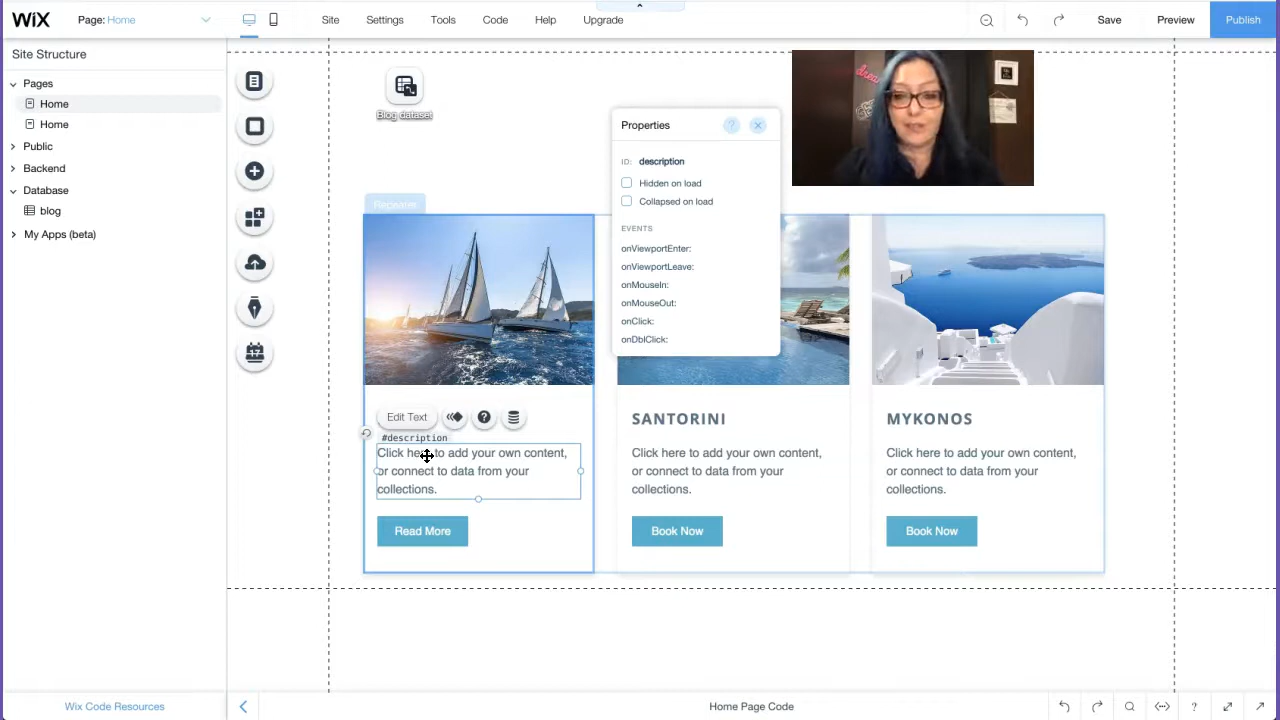 WiX Page: Home Site Settings Tools Code Help Upgrade Save Preview Publish
Site Structure
Pages
Home
Home
Public
Backend
Database
blog
My Apps (beta)
17
Blog dataset
Properties ?
ID: description
Hidden on load
Collapsed on load
EVENTS
onViewportEnter:
onViewportLeave:
onMouseIn:
onMouseOut:
onClick:
onDblClick:
Repeater
Edit Text ?
#description
Click here to add your own content,
or connect to data from your
collections.
Read More
SANTORINI
Click here to add your own content,
or connect to data from your
collections.
Book Now
MYKONOS
Click here to add your own content,
or connect to data from your
collections.
Book Now
Wix Code Resources
Home Page Code
?